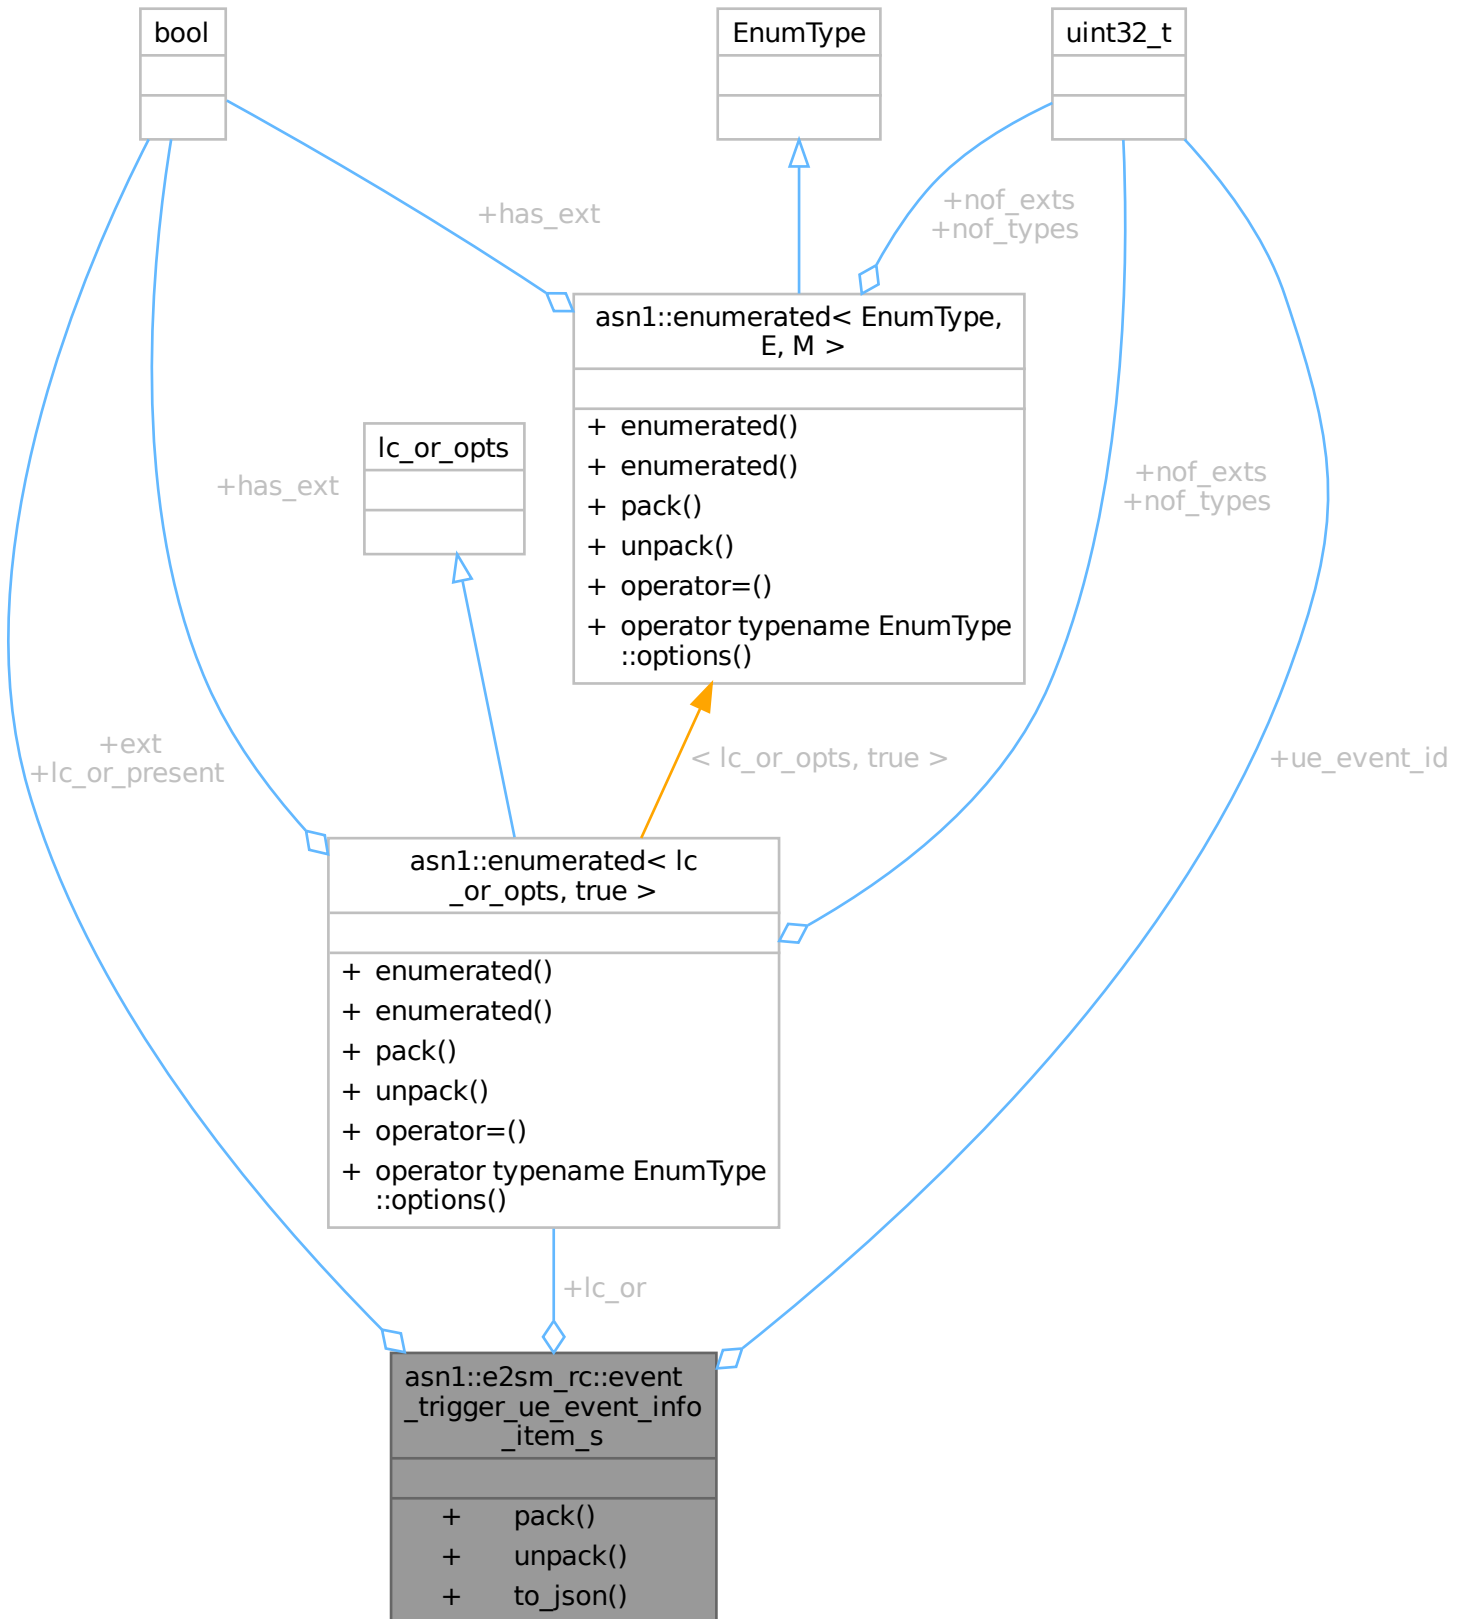 bool
EnumType
uint32_t
+has_ext
+nof_exts
+nof_types
asn1::enumerated< EnumType,
E, M >
+ enumerated()
+ enumerated()
+ pack()
+ unpack()
+ operator=()
+ operator typename EnumType
::options()
lc_or_opts
+has_ext
+nof_exts
+nof_types
+ext
+lc_or_present
< lc_or_opts, true >
+ue_event_id
asn1::enumerated< lc
_or_opts, true >
+ enumerated()
+ enumerated()
+ pack()
+ unpack()
+ operator=()
+ operator typename EnumType
::options()
+lc_or
asn1::e2sm_rc::event
_trigger_ue_event_info
_item_s
+ pack()
+ unpack()
+ to_json()